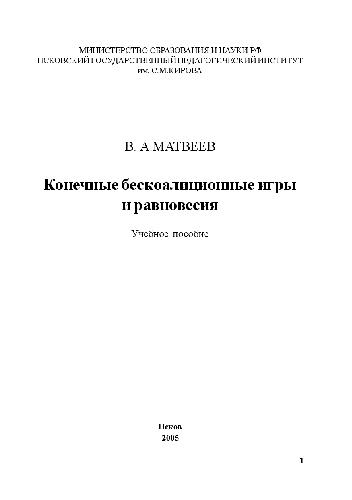 МИНИСТЕРСТВО ОБРАЗОВАНИЯ И НАУКИ РФ
ПСКОВСКИЙ ГОСУДАРСТВЕННЫЙ ПЕДАГОГИЧЕСКИЙ ИНСТИТУТ
им. С.М.КИРОВА
В. А МАТВЕЕВ
Конечные бескоалиционные игры
и равновесия
Учебное пособие
Псков
2005
1